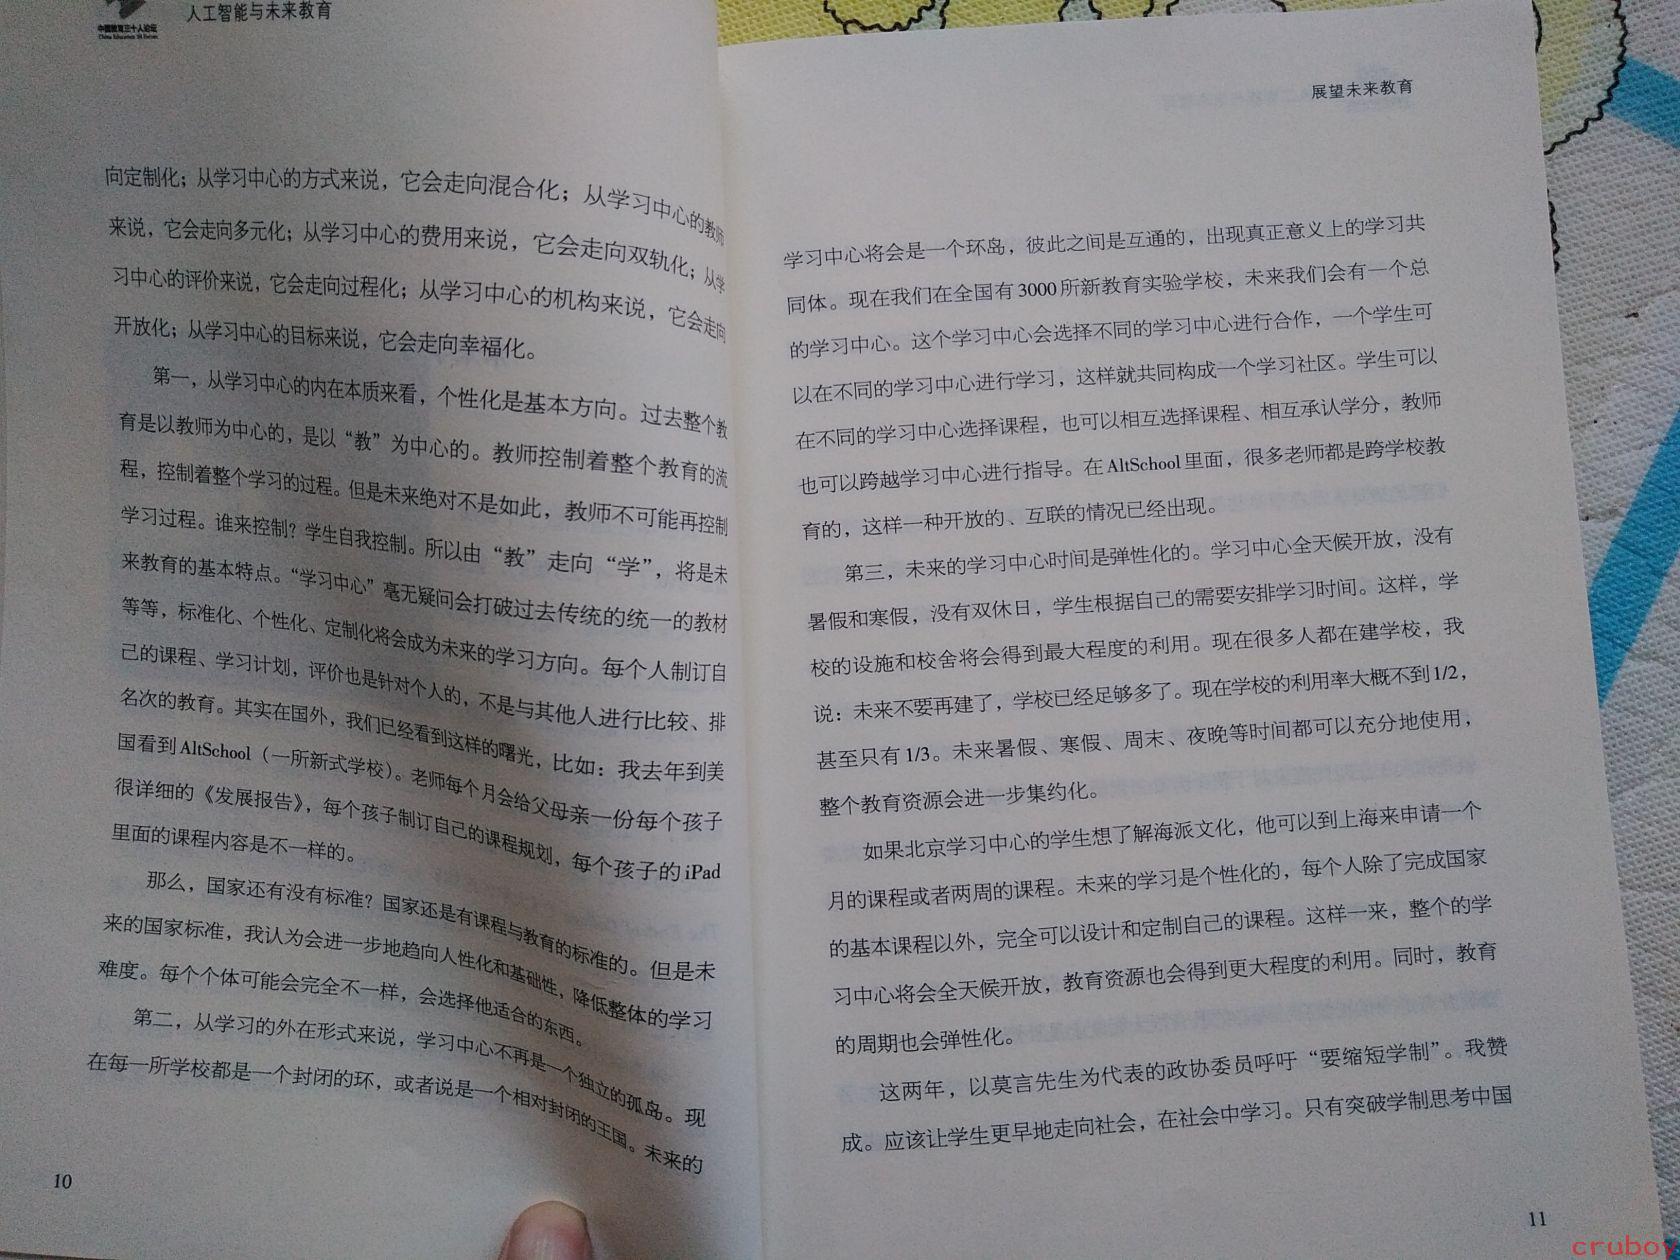 中国教育三十人论坛
China Education 30 Forum
人工智能与未来教育
向定制化；从学习中心的方式来说，它会走向混合化；从学习中心的教师
来说，它会走向多元化；从学习中心的费用来说，它会走向双轨化；从学
习中心的评价来说，它会走向过程化；从学习中心的机构来说，它会走向
开放化；从学习中心的目标来说，它会走向幸福化。
第一，从学习中心的内在本质来看，个性化是基本方向。过去整个教
育是以教师为中心的，是以“教”为中心的。教师控制着整个教育的流
程，控制着整个学习的过程。但是未来绝对不是如此，教师不可能再控制
学习过程。谁来控制？学生自我控制。所以由“教”走向“学”，将是未
来教育的基本特点。“学习中心”毫无疑问会打破过去传统的统一的教材
等等，标准化、个性化、定制化将会成为未来的学习方向。每个人制订自
己的课程、学习计划，评价也是针对个人的，不是与其他人进行比较、排
名次的教育。其实在国外，我们已经看到这样的曙光，比如：我去年到美
国看到AltSchool（一所新式学校）。老师每个月会给父母亲一份每个孩子
很详细的《发展报告》，每个孩子制订自己的课程规划，每个孩子的iPad
里面的课程内容是不一样的。
那么，国家还有没有标准？国家还是有课程与教育的标准的。但是未
来的国家标准，我认为会进一步地趋向人性化和基础性，降低整体的学习
难度。每个个体可能会完全不一样，会选择他适合的东西。
第二，从学习的外在形式来说，学习中心不再是一个独立的孤岛。现
在每一所学校都是一个封闭的环，或者说是一个相对封闭的王国。未来的
10
展望未来教育
学习中心将会是一个环岛，彼此之间是互通的，出现真正意义上的学习共
同体。现在我们在全国有3000所新教育实验学校，未来我们会有一个总
的学习中心。这个学习中心会选择不同的学习中心进行合作，一个学生可
以在不同的学习中心进行学习，这样就共同构成一个学习社区。学生可以
在不同的学习中心选择课程，也可以相互选择课程、相互承认学分，教师
也可以跨越学习中心进行指导。在AltSchool里面，很多老师都是跨学校教
育的，这样一种开放的、互联的情况已经出现。
第三，未来的学习中心时间是弹性化的。学习中心全天候开放，没有
暑假和寒假，没有双休日，学生根据自己的需要安排学习时间。这样，学
校的设施和校舍将会得到最大程度的利用。现在很多人都在建学校，我
说：未来不要再建了，学校已经足够多了。现在学校的利用率大概不到1/2，
甚至只有1/3。未来暑假、寒假、周末、夜晚等时间都可以充分地使用，
整个教育资源会进一步集约化。
如果北京学习中心的学生想了解海派文化，他可以到上海来申请一个
月的课程或者两周的课程。未来的学习是个性化的，每个人除了完成国家
的基本课程以外，完全可以设计和定制自己的课程。这样一来，整个的学
习中心将会全天候开放，教育资源也会得到更大程度的利用。同时，教育
的周期也会弹性化。
这两年，以莫言先生为代表的政协委员呼吁“要缩短学制”。我赞
成。应该让学生更早地走向社会，在社会中学习。只有突破学制思考中国
11
cruboy